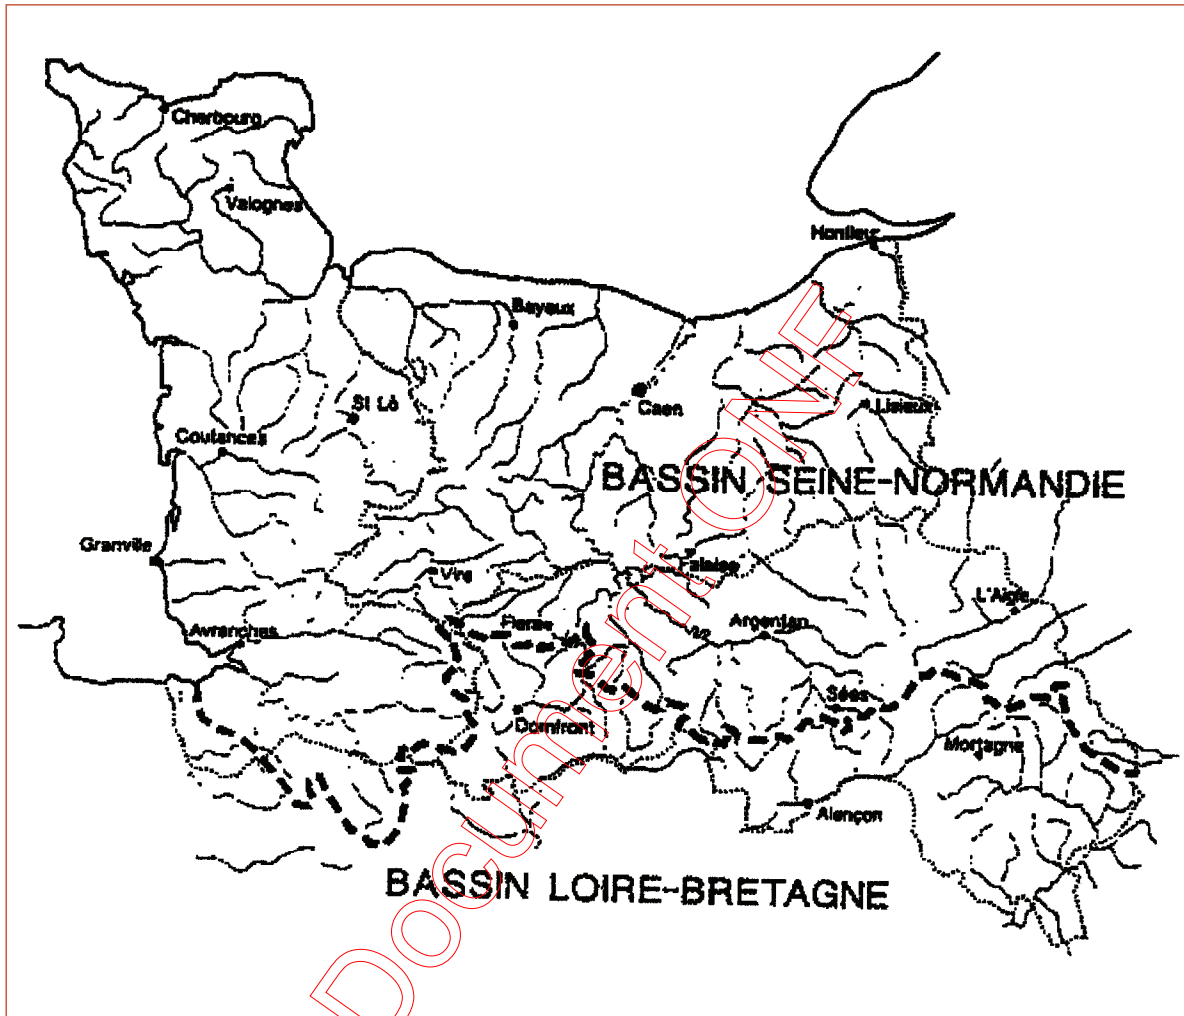 Cherbourg
Valognes
Honfleur
Bayeux
St Lô
Caen
Lisieux
Coutances
BASSIN SEINE-NORMANDIE
Granville
Vire
Falaise
L'Aigle
Avranches
Flers
Argentan
Sées
Domfront
Mortagne
Alençon
BASSIN LOIRE-BRETAGNE
Document ONF